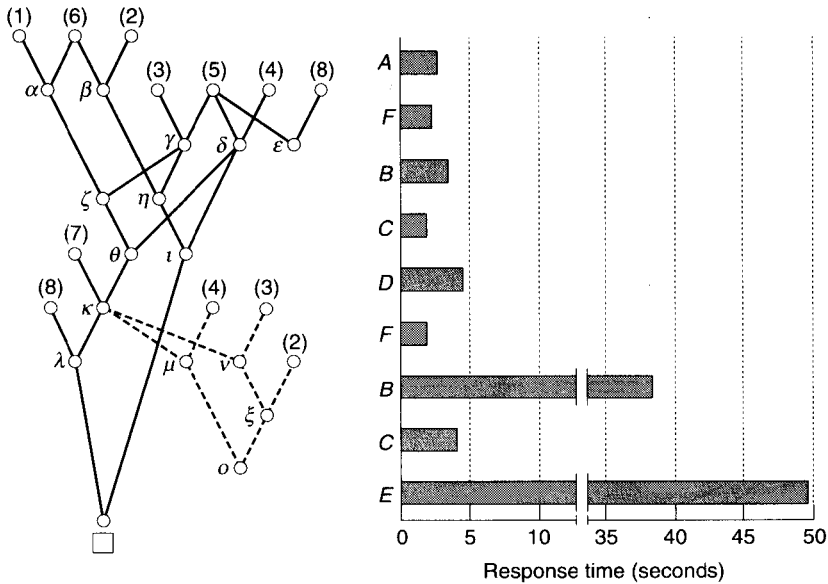 (1) (6) (2)
α β (3) (5) (4) (8)
γ δ ε
ζ η
(7) θ ι
(8) κ (4) (3)
λ μ ν (2)
ξ
ο
A
F
B
C
D
F
B
C
E
0 5 10 35 40 45 50
Response time (seconds)